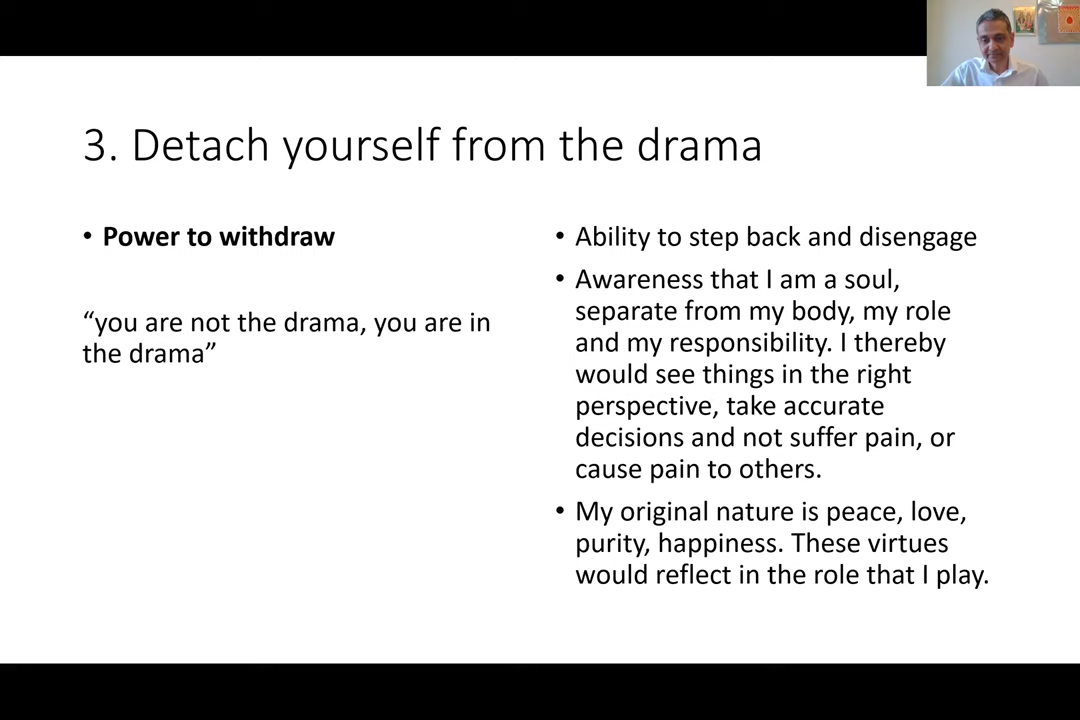 3. Detach yourself from the drama
• Power to withdraw
“you are not the drama, you are in
the drama”
• Ability to step back and disengage
• Awareness that I am a soul,
separate from my body, my role
and my responsibility. I thereby
would see things in the right
perspective, take accurate
decisions and not suffer pain, or
cause pain to others.
• My original nature is peace, love,
purity, happiness. These virtues
would reflect in the role that I play.